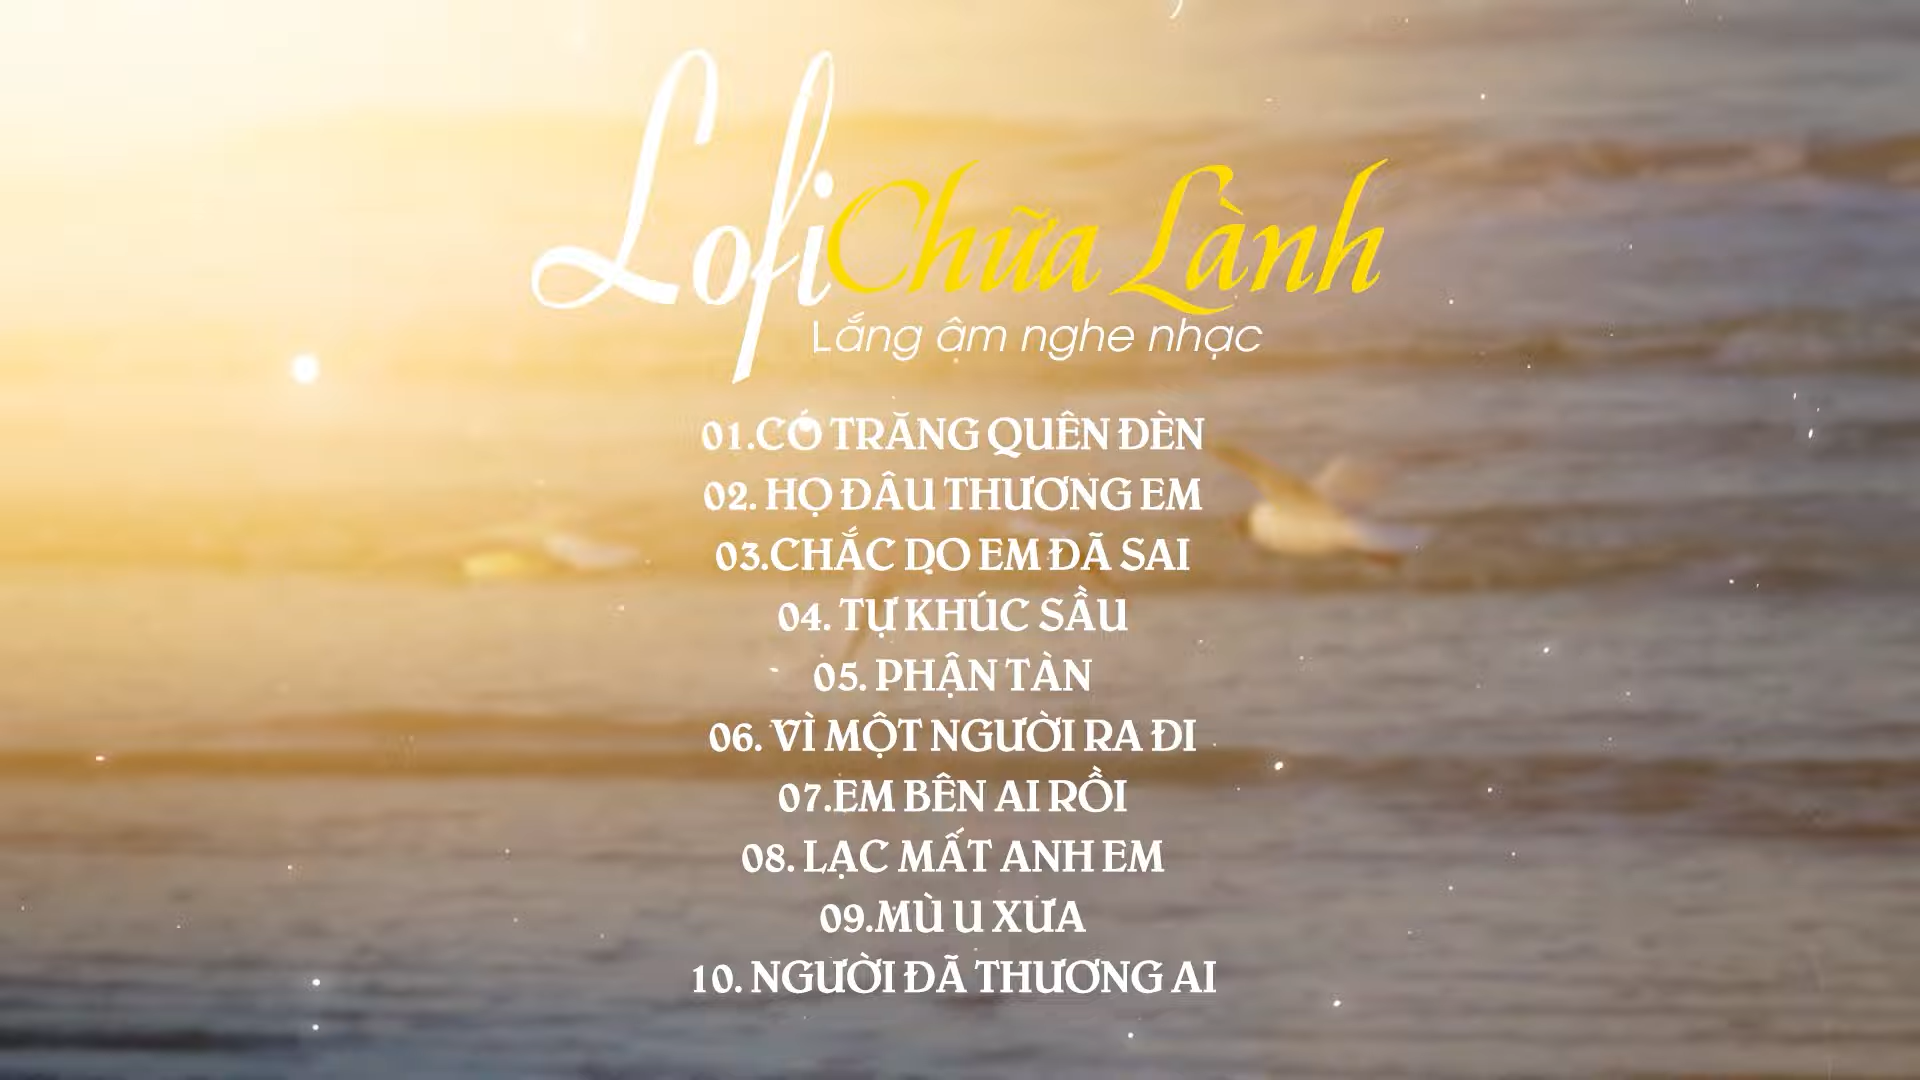 Lofi Chữa Lành
Lắng âm nghe nhạc
01.CÓ TRĂNG QUÊN ĐÈN
02. HỌ ĐÂU THƯƠNG EM
03.CHẮC DO EM ĐÃ SAI
04. TỰ KHÚC SẦU
05. PHẬN TÀN
06. VÌ MỘT NGƯỜI RA ĐI
07.EM BÊN AI RỒI
08. LẠC MẤT ANH EM
09.MÙ U XƯA
10. NGƯỜI ĐÃ THƯƠNG AI